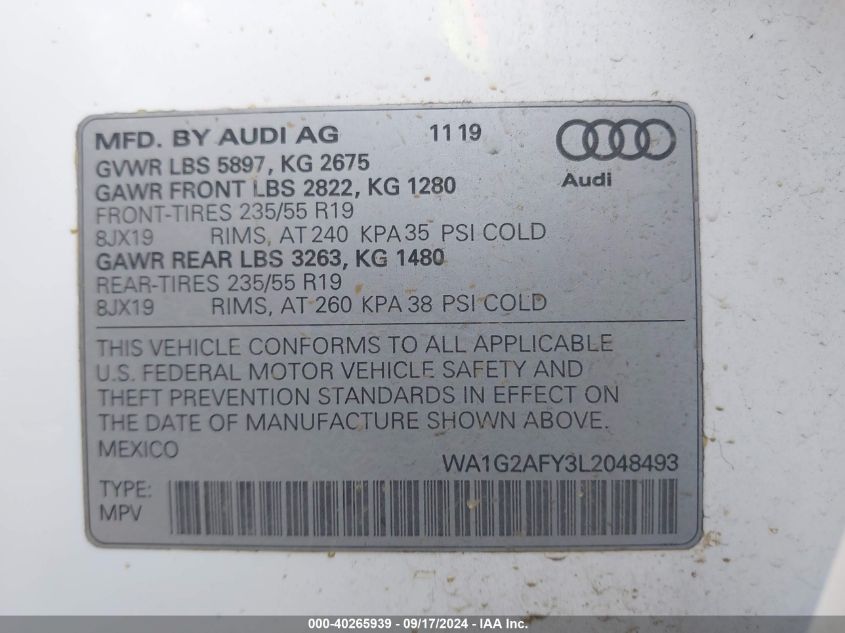 MFD. BY AUDI AG 11 19
GVWR LBS 5897, KG 2675
GAWR FRONT LBS 2822, KG 1280
Audi
FRONT-TIRES 235/55 R19
8JX19 RIMS, AT 240 KPA 35 PSI COLD
GAWR REAR LBS 3263, KG 1480
REAR-TIRES 235/55 R19
8JX19 RIMS, AT 260 KPA 38 PSI COLD
THIS VEHICLE CONFORMS TO ALL APPLICABLE
U.S. FEDERAL MOTOR VEHICLE SAFETY AND
THEFT PREVENTION STANDARDS IN EFFECT ON
THE DATE OF MANUFACTURE SHOWN ABOVE.
MEXICO
WA1G2AFY3L2048493
TYPE:
MPV
000-40265939 - 09/17/2024 - IAA Inc.